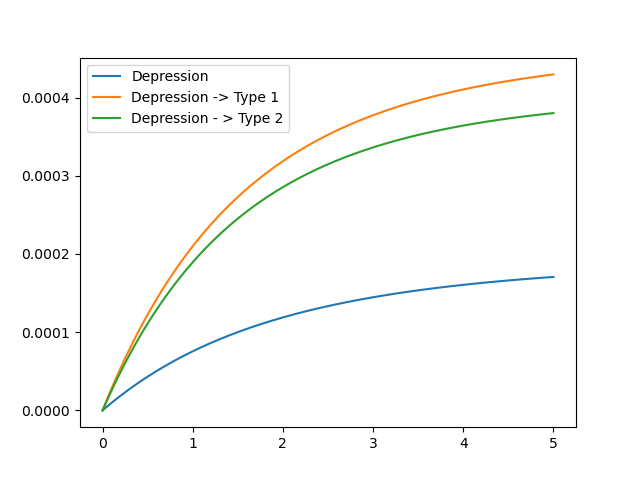 Depression
Depression -> Type 1
Depression - > Type 2
0.0004
0.0003
0.0002
0.0001
0.0000
0 1 2 3 4 5